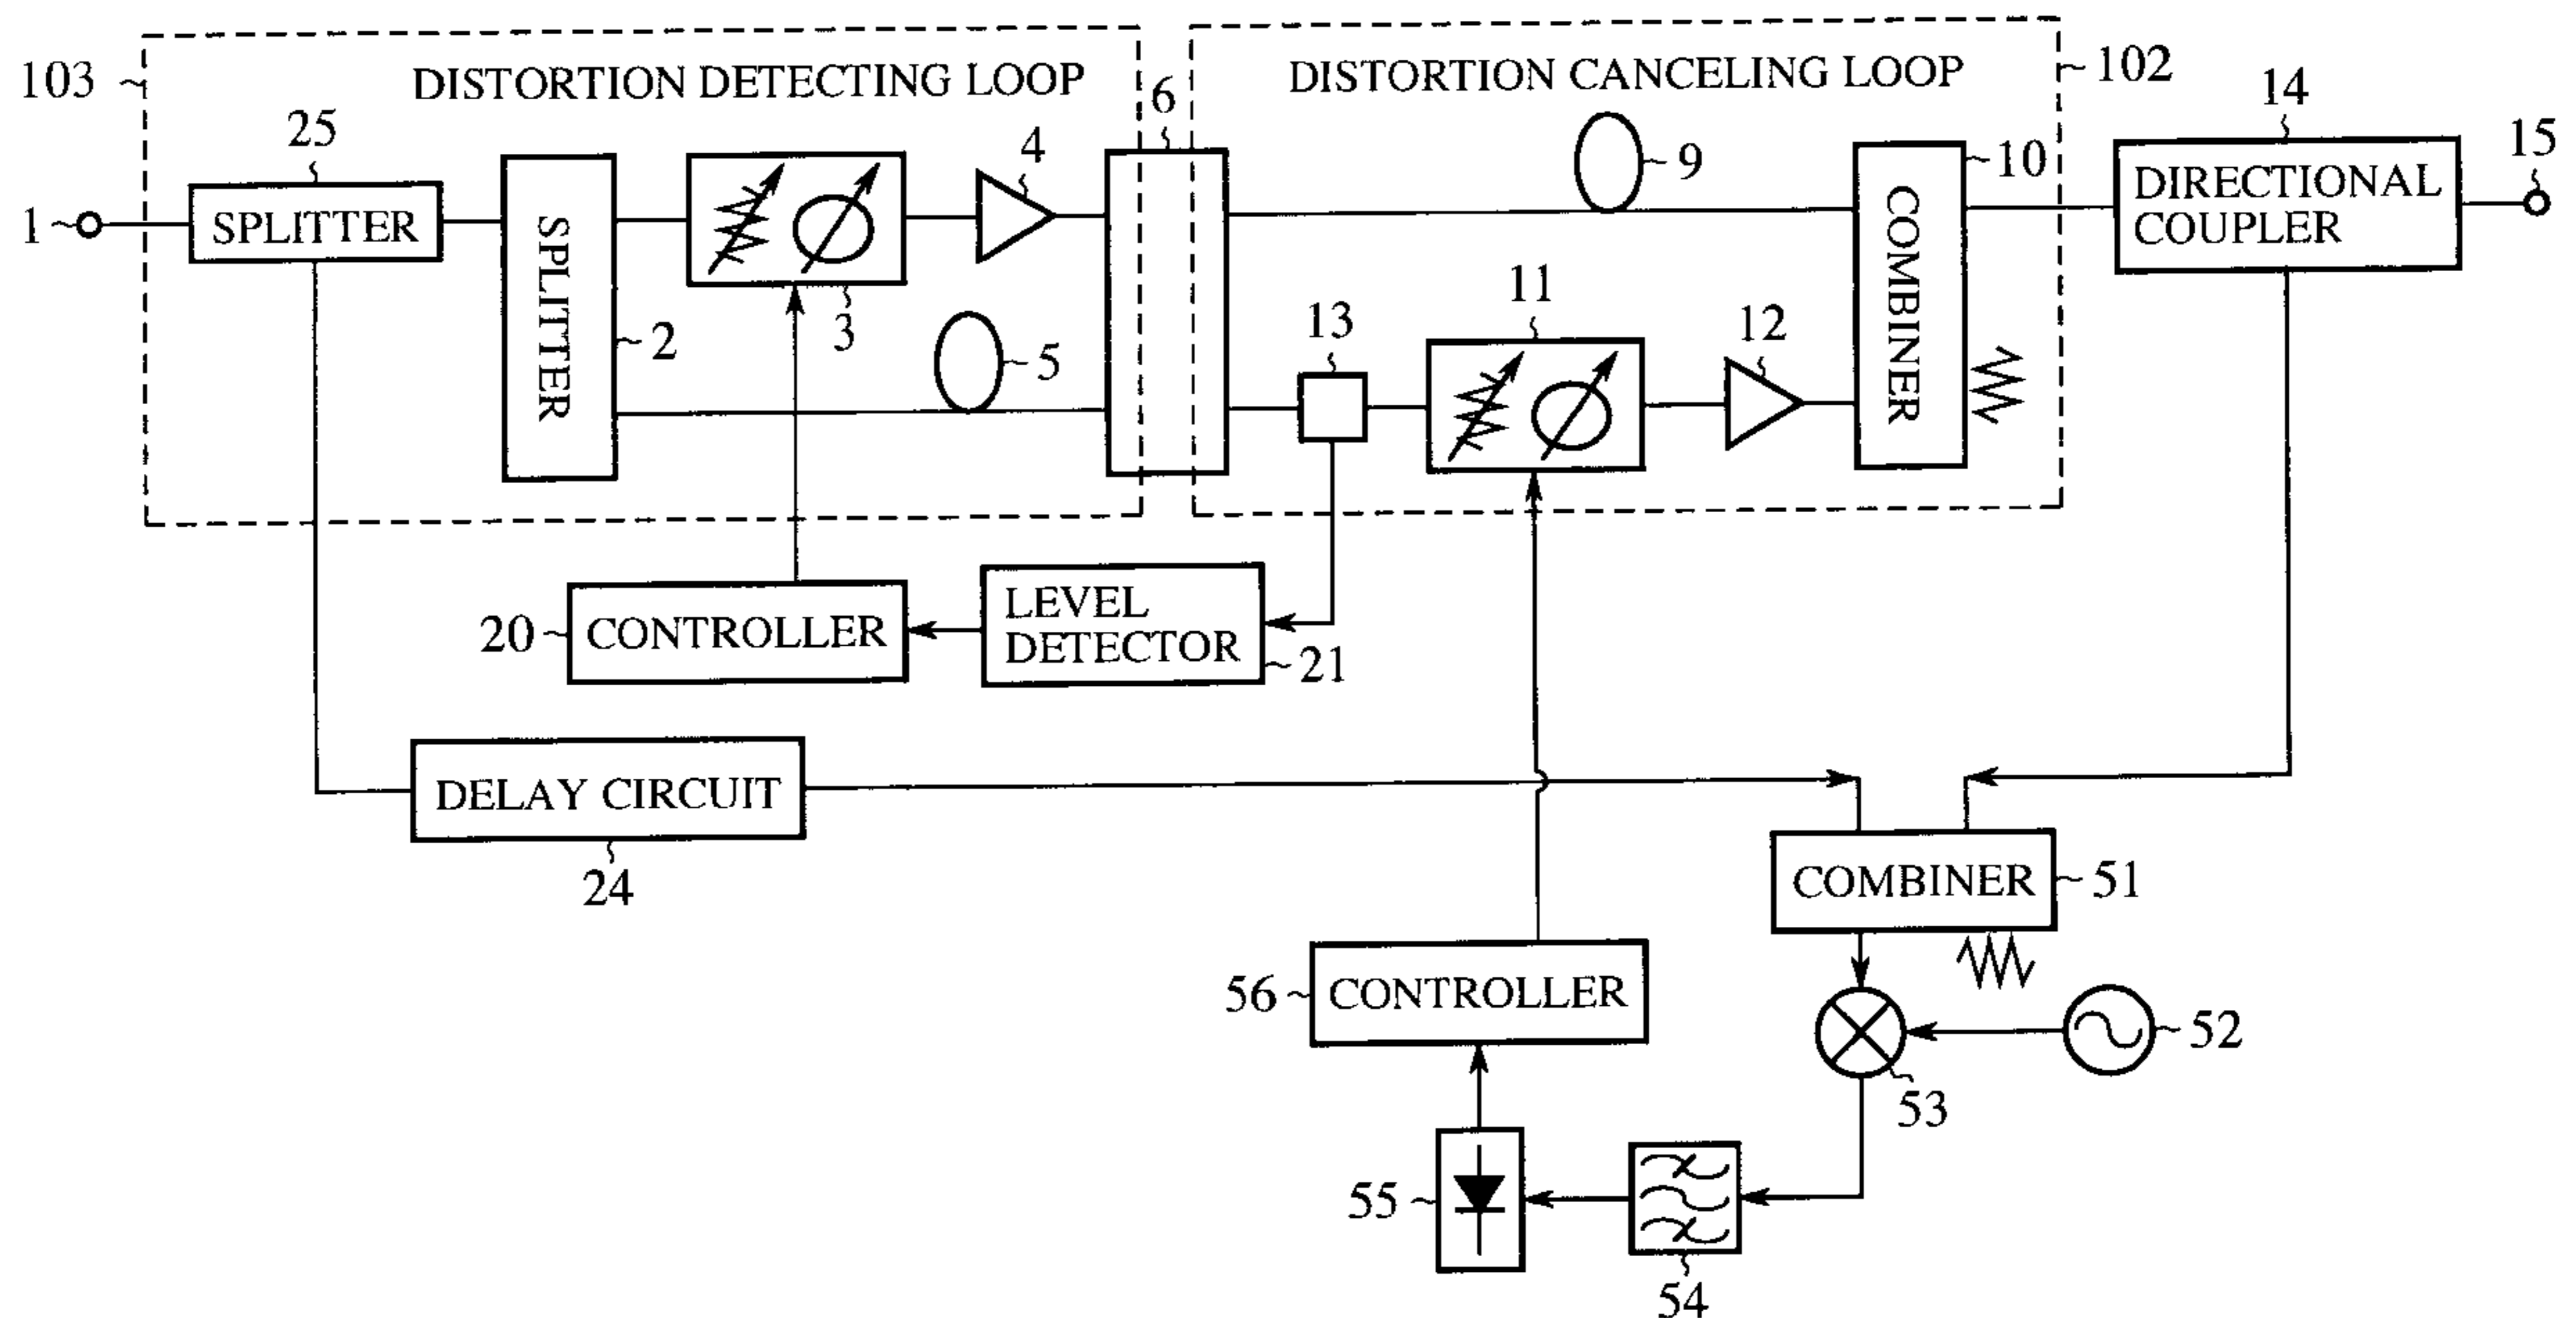 103
DISTORTION DETECTING LOOP
DISTORTION CANCELING LOOP
102
25
6
14
15
4
9
10
1
SPLITTER
SPLITTER
2
3
5
13
11
12
COMBINER
DIRECTIONAL
COUPLER
20
CONTROLLER
LEVEL
DETECTOR
21
DELAY CIRCUIT
24
COMBINER
51
56
CONTROLLER
52
53
55
54